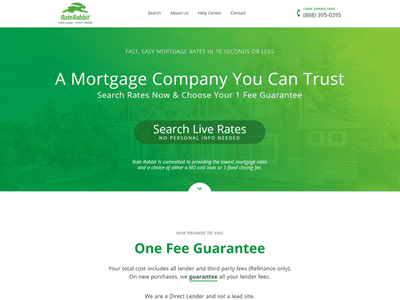 RateRabbit
Search
About Us
Help Center
Contact
LOAN CONSULTANT
(888) 395-0395
FAST, EASY MORTGAGE RATES IN 10 SECONDS OR LESS
A Mortgage Company You Can Trust
Search Rates Now & Choose Your 1 Fee Guarantee
Search Live Rates
NO PERSONAL INFO NEEDED
Rate Rabbit is committed to providing the lowest mortgage rates
and a choice of either a NO cost loan or 1 fixed closing fee.
OUR PROMISE TO YOU
One Fee Guarantee
Your total cost includes all lender and third party fees (Refinance only).
On new purchases, we guarantee all your lender fees.
We are a Direct Lender and not a lead site.